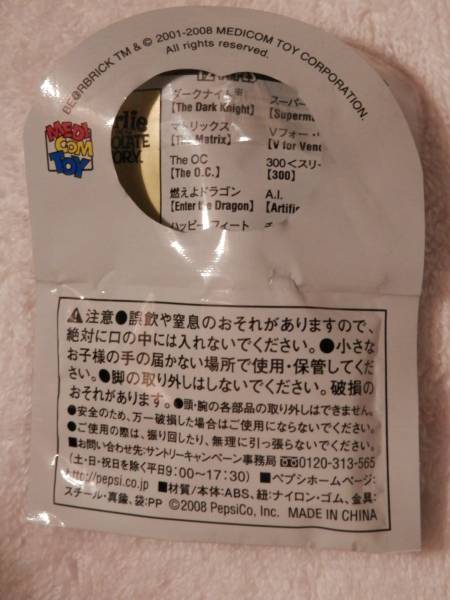 BE@RBRICK TM & © 2001-2008 MEDICOM TOY CORPORATION.
All rights reserved.
MEDI
COM
TOY
ダークナイト
[The Dark Knight]
スーパー
[Superm
マトリックス
[The Matrix]
Vフォー・
[V for Ven
The OC
[The O.C.]
300<スリー
[300]
燃えよドラゴン
[Enter the Dragon]
A.I.
[Artific
ハッピー フィート
⚠注意●誤飲や窒息のおそれがありますので、
絶対に口の中には入れないでください。●小さな
お子様の手の届かない場所で使用・保管してくだ
さい。●脚の取り外しはしないでください。破損の
おそれがあります。●頭・腕の各部品の取り外しはできません。
●安全のため、万一破損した場合はご使用にならないでください。
●ご使用の際は、振り回したり、無理に引っ張らないでください。
■お問い合わせ先:サントリーキャンペーン事務局 0120-313-565
(土・日・祝日を除く平日9:00~17:30) ■ペプシホームページ:
http://pepsi.co.jp ■材質/本体:ABS、紐:ナイロン・ゴム、金具:
スチール・真鍮、袋:PP ©2008 PepsiCo, Inc. MADE IN CHINA